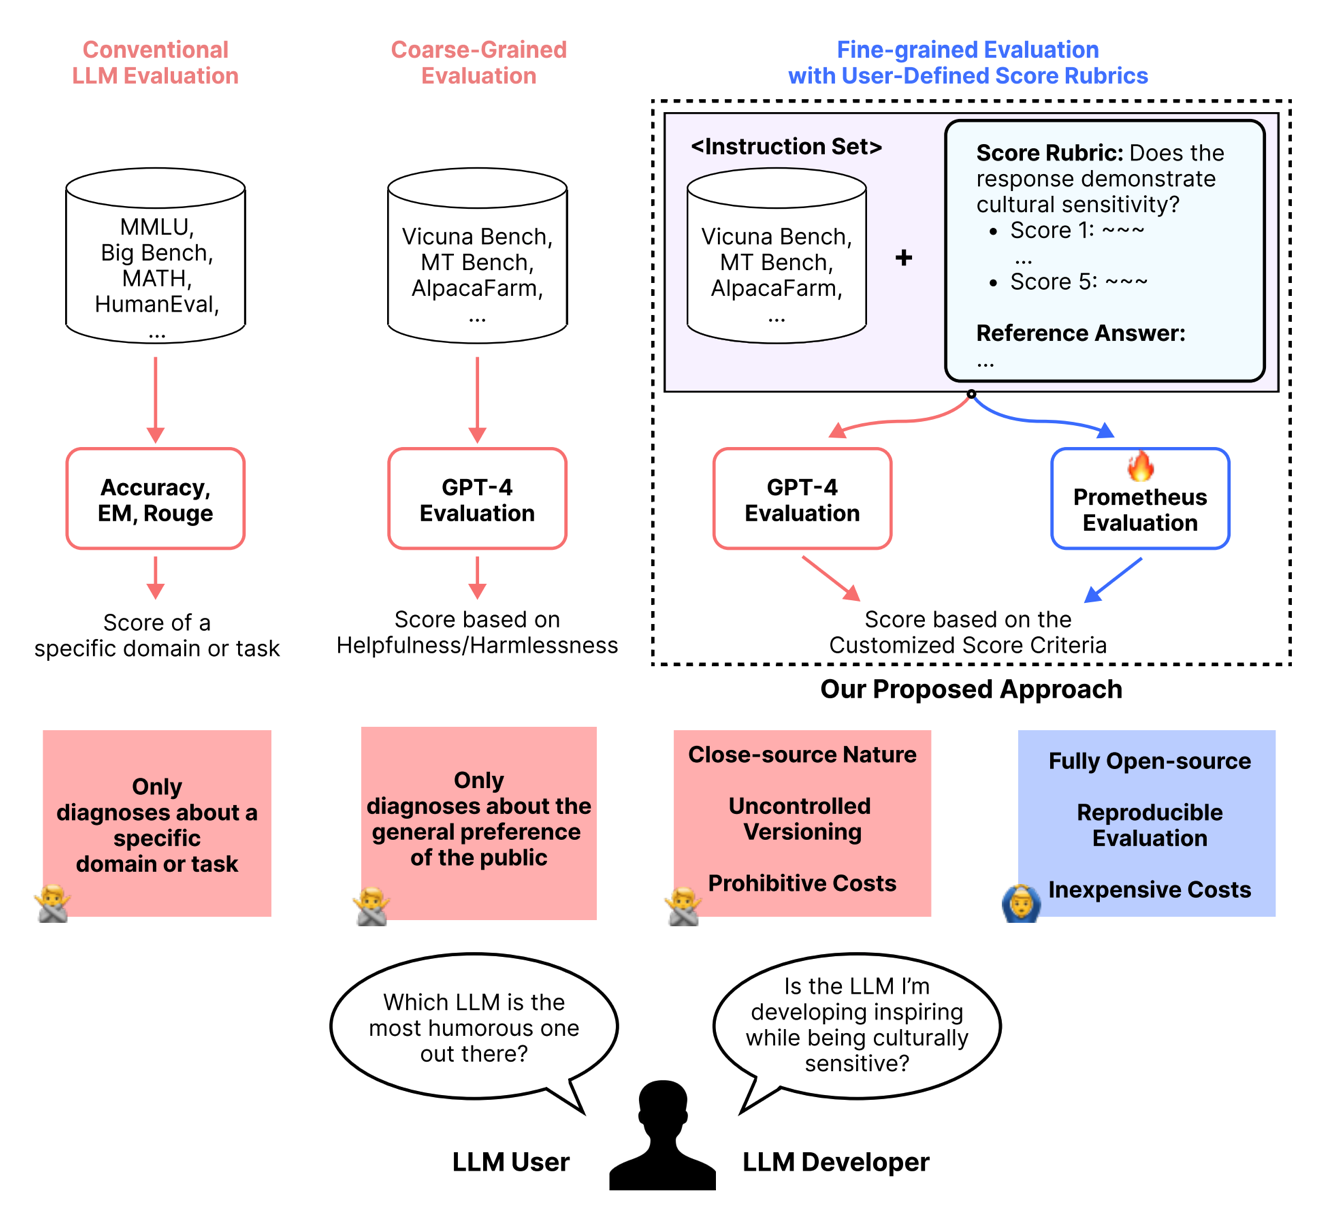 Conventional
LLM Evaluation
Coarse-Grained
Evaluation
Fine-grained Evaluation
with User-Defined Score Rubrics
MMLU,
Big Bench,
MATH,
HumanEval,
...
Vicuna Bench,
MT Bench,
AlpacaFarm,
...
<Instruction Set>
Vicuna Bench,
MT Bench,
AlpacaFarm,
...
+
Score Rubric: Does the
response demonstrate
cultural sensitivity?
• Score 1: ~~~
...
• Score 5: ~~~
Reference Answer:
...
Accuracy,
EM, Rouge
GPT-4
Evaluation
GPT-4
Evaluation
Prometheus
Evaluation
Score of a
specific domain or task
Score based on
Helpfulness/Harmlessness
Score based on the
Customized Score Criteria
Our Proposed Approach
Only
diagnoses about a
specific
domain or task
Only
diagnoses about the
general preference
of the public
Close-source Nature
Uncontrolled
Versioning
Prohibitive Costs
Fully Open-source
Reproducible
Evaluation
Inexpensive Costs
Which LLM is the
most humorous one
out there?
Is the LLM I'm
developing inspiring
while being culturally
sensitive?
LLM User
LLM Developer